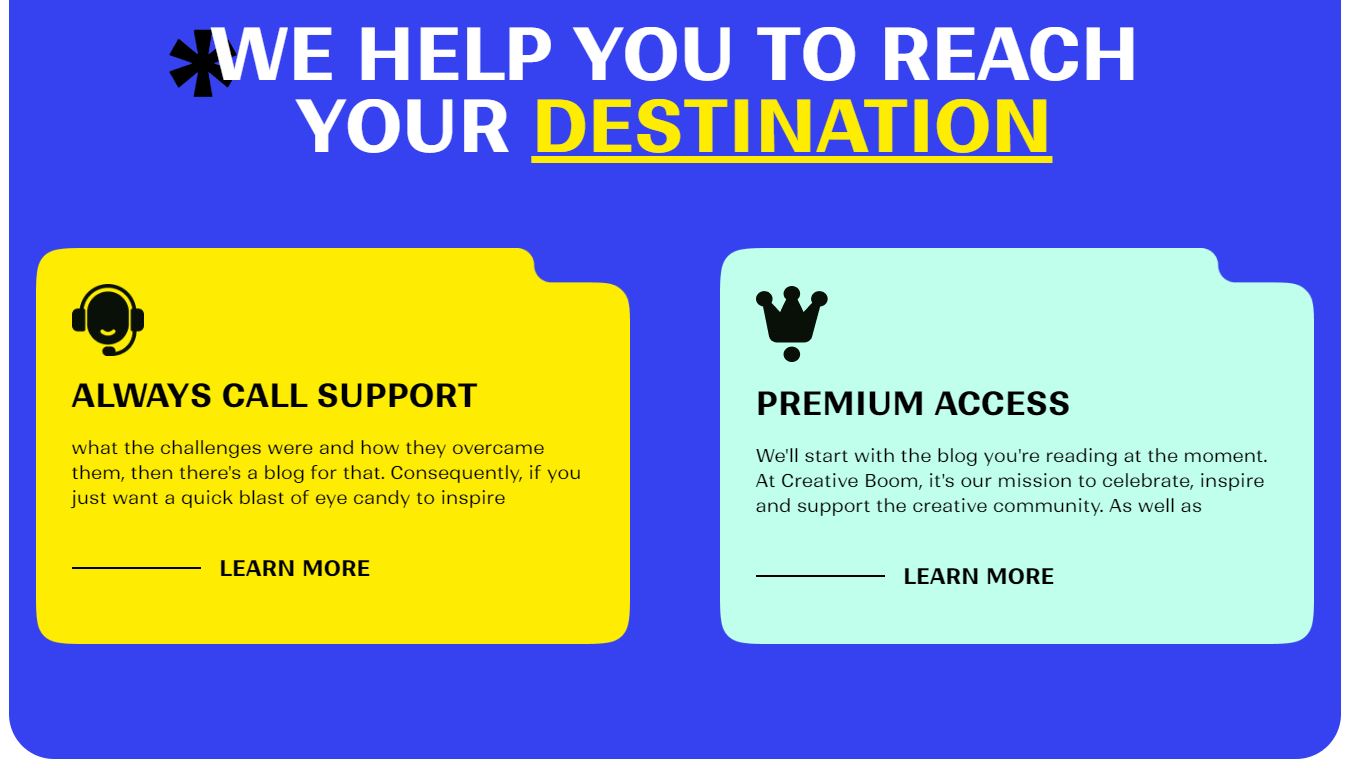 WE HELP YOU TO REACH
YOUR DESTINATION
ALWAYS CALL SUPPORT
what the challenges were and how they overcame
them, then there's a blog for that. Consequently, if you
just want a quick blast of eye candy to inspire
LEARN MORE
PREMIUM ACCESS
We'll start with the blog you're reading at the moment.
At Creative Boom, it's our mission to celebrate, inspire
and support the creative community. As well as
LEARN MORE